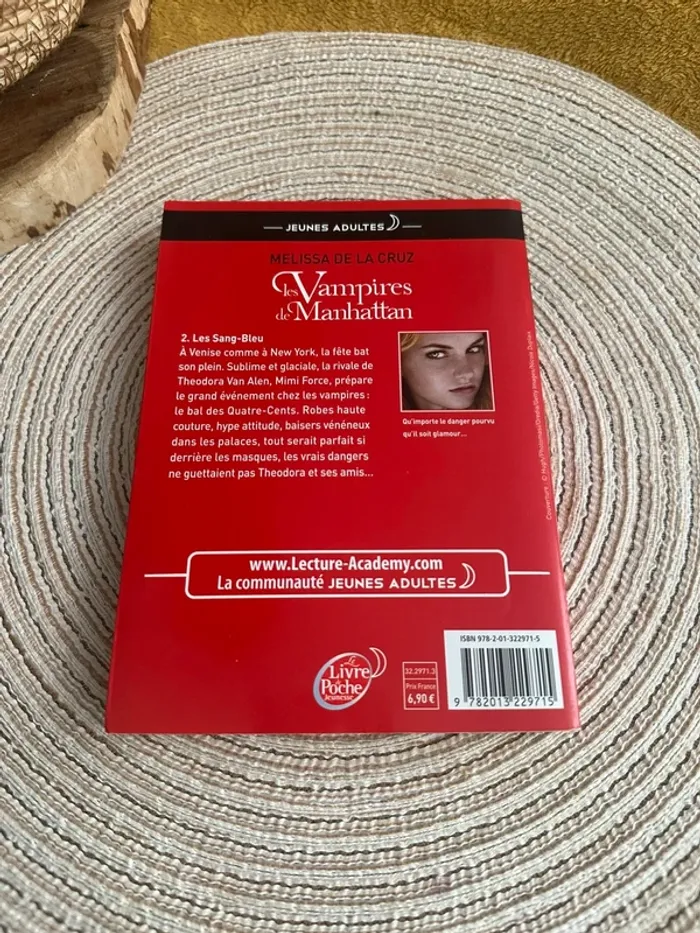 JEUNES ADULTES
MELISSA DE LA CRUZ
les Vampires
de Manhattan
2. Les Sang-Bleu
À Venise comme à New York, la fête bat
son plein. Sublime et glaciale, la rivale de
Theodora Van Alen, Mimi Force, prépare
le grand événement chez les vampires :
le bal des Quatre-Cents. Robes haute
couture, hype attitude, baisers vénéneux
dans les palaces, tout serait parfait si
derrière les masques, les vrais dangers
ne guettaient pas Theodora et ses amis...
Qu'importe le danger pourvu
qu'il soit glamour...
www.Lecture-Academy.com
La communauté JEUNES ADULTES
Le
Livre
de
Poche
Jeunesse
32.2971.3
Prix France
6,90 €
ISBN 978-2-01-322971-5
9 782013 229715